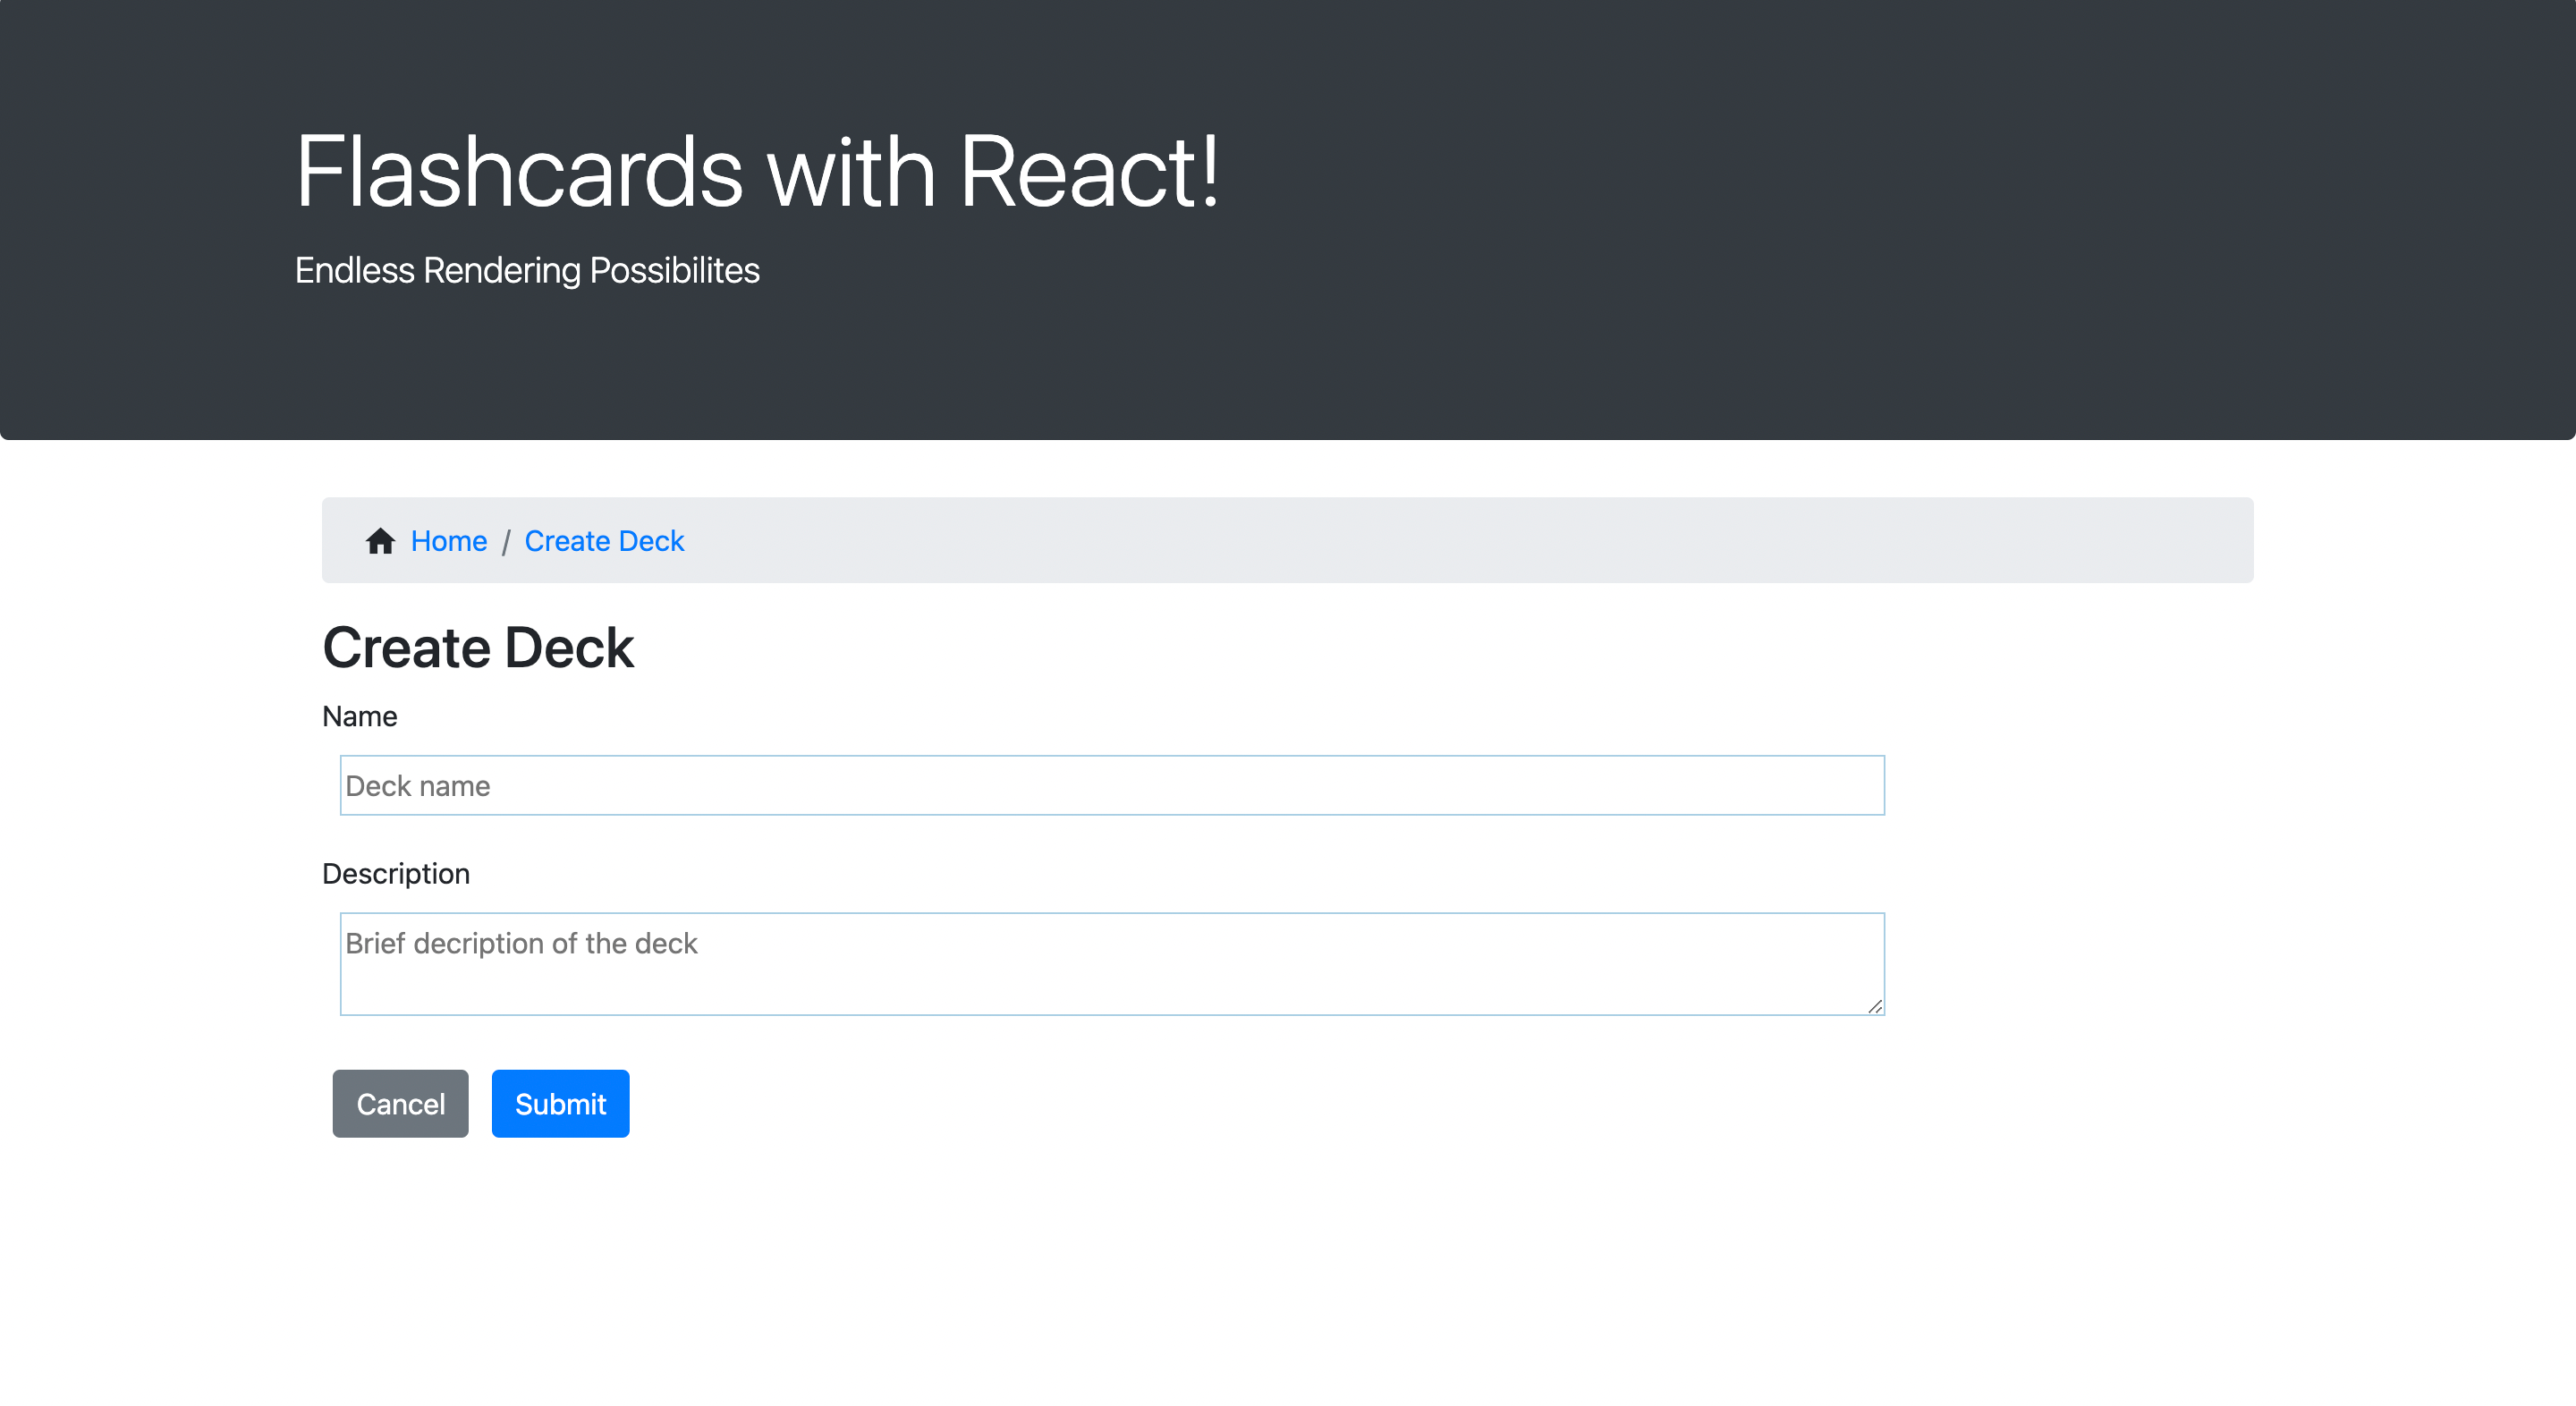 Flashcards with React!
Endless Rendering Possibilites
Home / Create Deck
Create Deck
Name
Deck name
Description
Brief decription of the deck
Cancel Submit